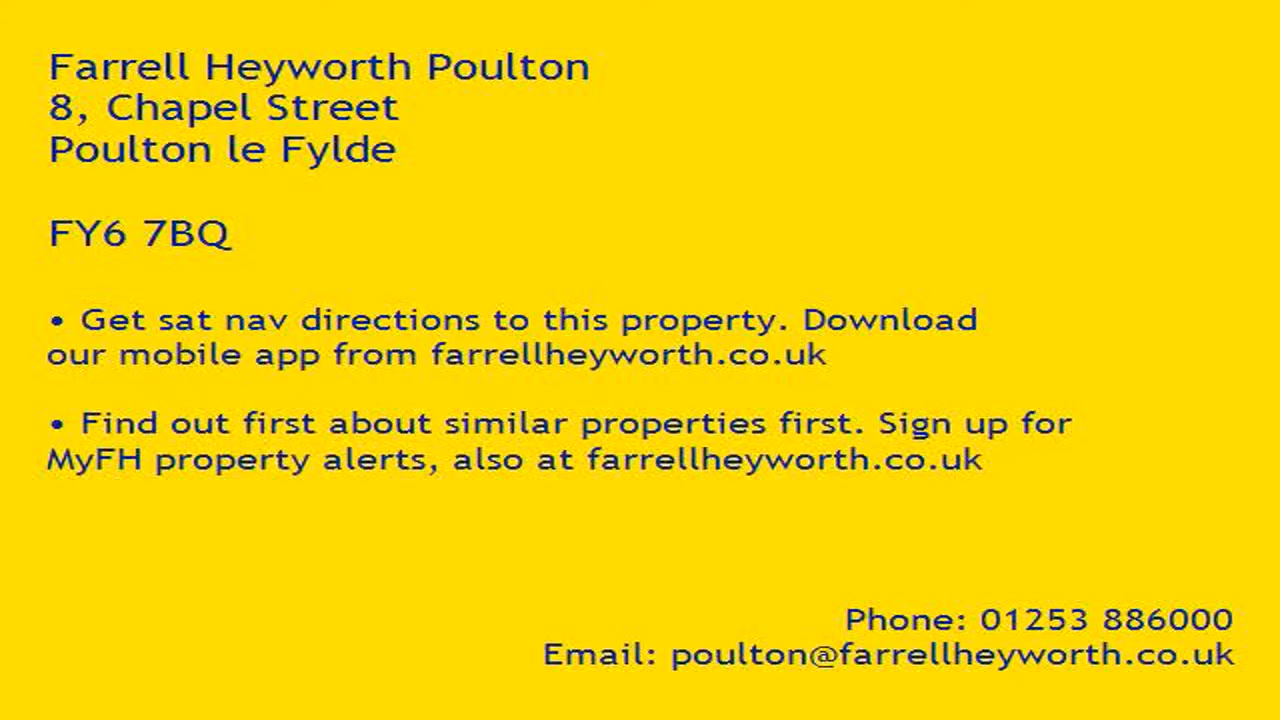 Farrell Heyworth Poulton
8, Chapel Street
Poulton le Fylde
FY6 7BQ
• Get sat nav directions to this property. Download
our mobile app from farrellheyworth.co.uk
• Find out first about similar properties first. Sign up for
MyFH property alerts, also at farrellheyworth.co.uk
Phone: 01253 886000
Email: poulton@farrellheyworth.co.uk